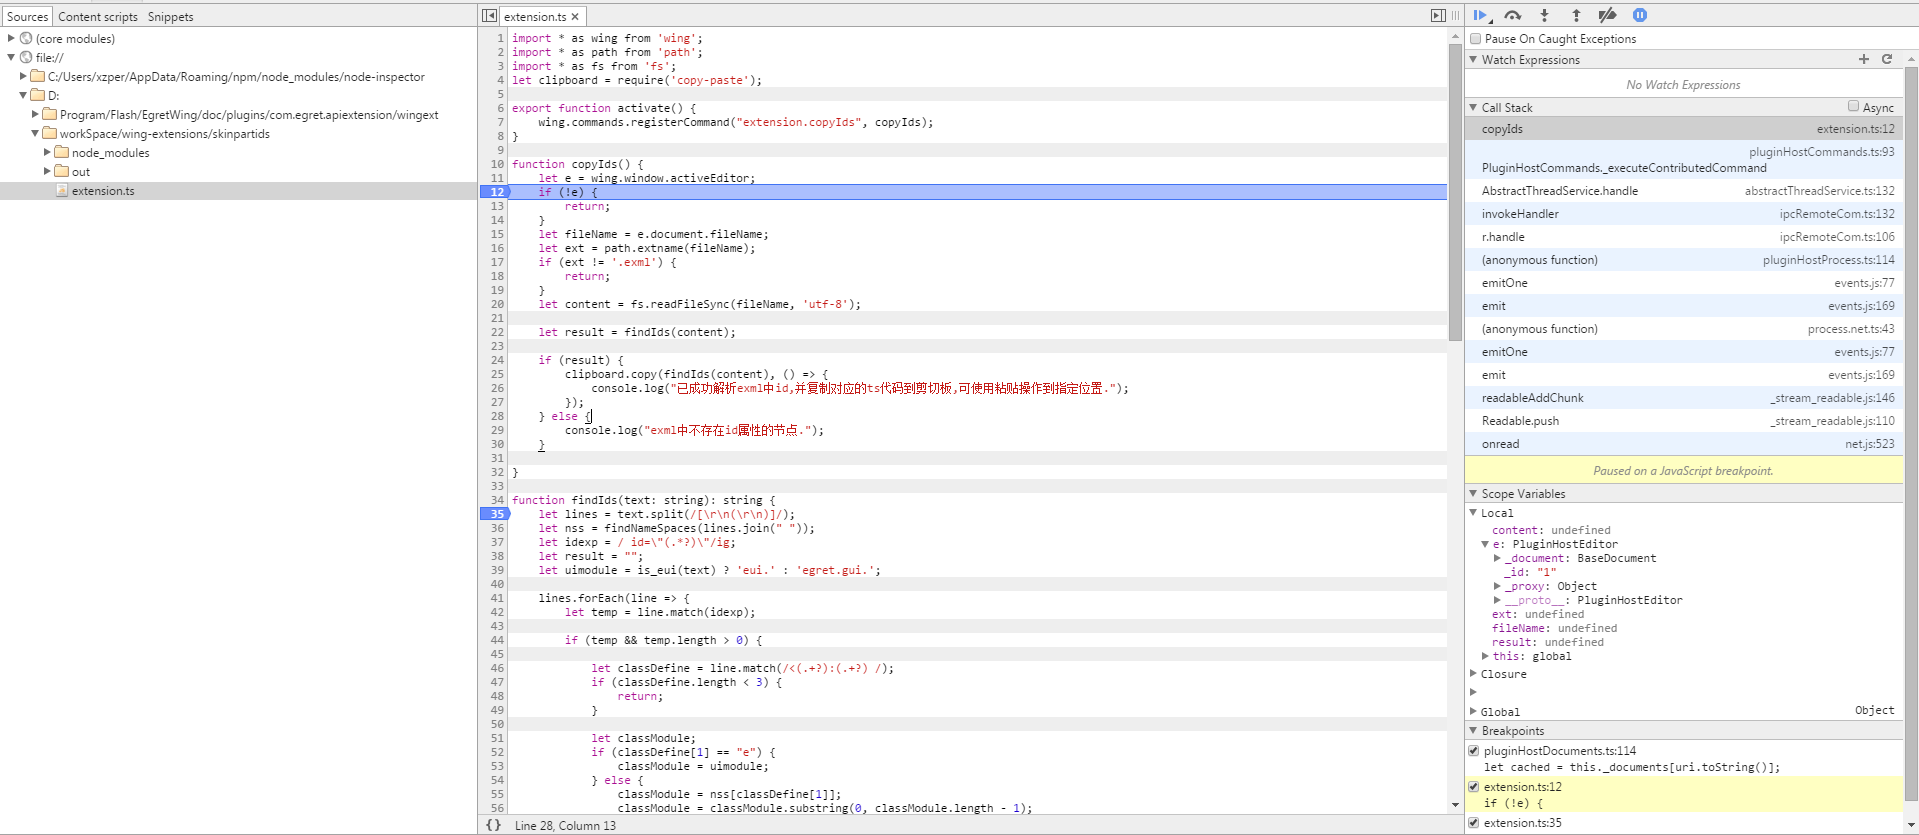 Sources Content scripts Snippets
(core modules)
file://
C:/Users/xzper/AppData/Roaming/npm/node_modules/node-inspector
D:
Program/Flash/EgretWing/doc/plugins/com.egret.apiextension/wingext
workSpace/wing-extensions/skinpartids
node_modules
out
extension.ts
extension.ts ×
1 import * as wing from 'wing';
2 import * as path from 'path';
3 import * as fs from 'fs';
4 let clipboard = require('copy-paste');
5
6 export function activate() {
7     wing.commands.registerCommand("extension.copyIds", copyIds);
8 }
9
10 function copyIds() {
11     let e = wing.window.activeEditor;
12     if (!e) {
13         return;
14     }
15     let fileName = e.document.fileName;
16     let ext = path.extname(fileName);
17     if (ext != '.exml') {
18         return;
19     }
20     let content = fs.readFileSync(fileName, 'utf-8');
21
22     let result = findIds(content);
23
24     if (result) {
25         clipboard.copy(findIds(content), () => {
26             console.log("已成功解析exml中id,并复制对应的ts代码到剪切板,可使用粘贴操作到指定位置.");
27         });
28     } else {
29         console.log("exml中不存在id属性的节点.");
30     }
31
32 }
33
34 function findIds(text: string): string {
35     let lines = text.split(/[\r\n(\r\n)]/);
36     let nss = findNameSpaces(lines.join(" "));
37     let idexp = / id=\"(.*?)\"/ig;
38     let result = "";
39     let uimodule = is_eui(text) ? 'eui.' : 'egret.gui.';
40
41     lines.forEach(line => {
42         let temp = line.match(idexp);
43
44         if (temp && temp.length > 0) {
45
46             let classDefine = line.match(/<(.+?):(.+?) /);
47             if (classDefine.length < 3) {
48                 return;
49             }
50
51             let classModule;
52             if (classDefine[1] == "e") {
53                 classModule = uimodule;
54             } else {
55                 classModule = nss[classDefine[1]];
56                 classModule = classModule.substring(0, classModule.length - 1);
{} Line 28, Column 13
Pause On Caught Exceptions
Watch Expressions
No Watch Expressions
Call Stack Async
copyIds extension.ts:12
pluginHostCommands.ts:93
PluginHostCommands._executeContributedCommand
AbstractThreadService.handle abstractThreadService.ts:132
invokeHandler ipcRemoteCom.ts:132
r.handle ipcRemoteCom.ts:106
(anonymous function) pluginHostProcess.ts:114
emitOne events.js:77
emit events.js:169
(anonymous function) process.net.ts:43
emitOne events.js:77
emit events.js:169
readableAddChunk _stream_readable.js:146
Readable.push _stream_readable.js:110
onread net.js:523
Paused on a JavaScript breakpoint.
Scope Variables
Local
content: undefined
e: PluginHostEditor
_document: BaseDocument
_id: "1"
_proxy: Object
__proto__: PluginHostEditor
ext: undefined
fileName: undefined
result: undefined
this: global
Closure
Global Object
Breakpoints
pluginHostDocuments.ts:114
let cached = this._documents[uri.toString()];
extension.ts:12
if (!e) {
extension.ts:35